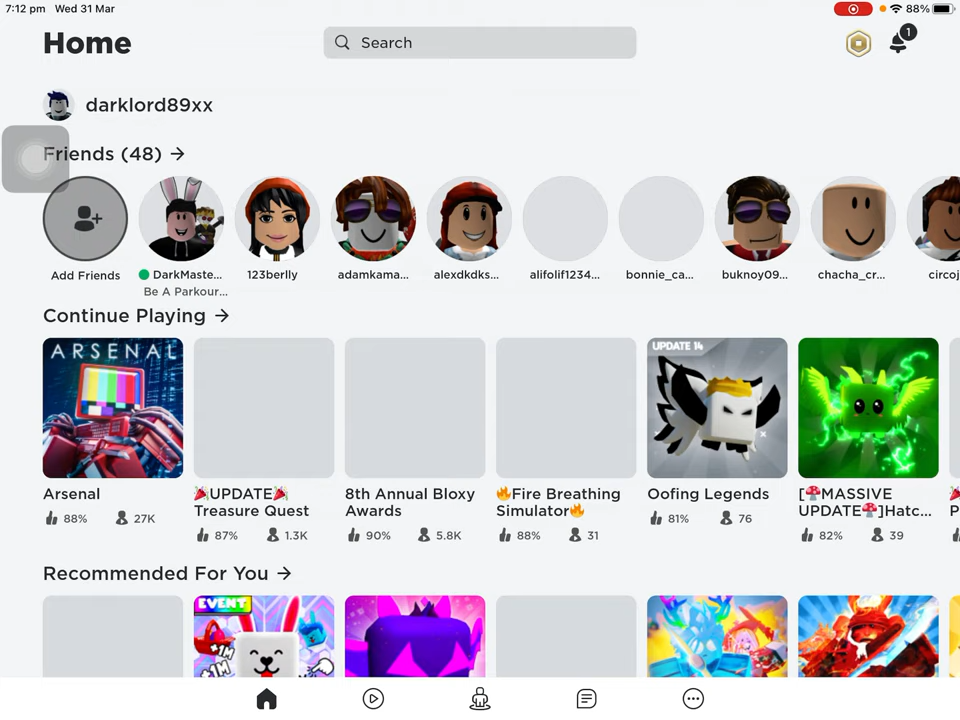 7:12 pm Wed 31 Mar 88%
Home
Search
1
darklord89xx
Friends (48) →
Add Friends
DarkMaste...
Be A Parkour...
123berlly
adamkama...
alexdkdks...
alifolif1234...
bonnie_ca...
buknoy09...
chacha_cr...
circoj
Continue Playing →
ARSENAL
UPDATE 14
Arsenal
88% 27K
🎉UPDATE🎉
Treasure Quest
87% 1.3K
8th Annual Bloxy
Awards
90% 5.8K
🔥Fire Breathing
Simulator🔥
88% 31
Oofing Legends
81% 76
[🍄MASSIVE
UPDATE🍄]Hatc...
82% 39
Recommended For You →
EVENT
+1M
+1M